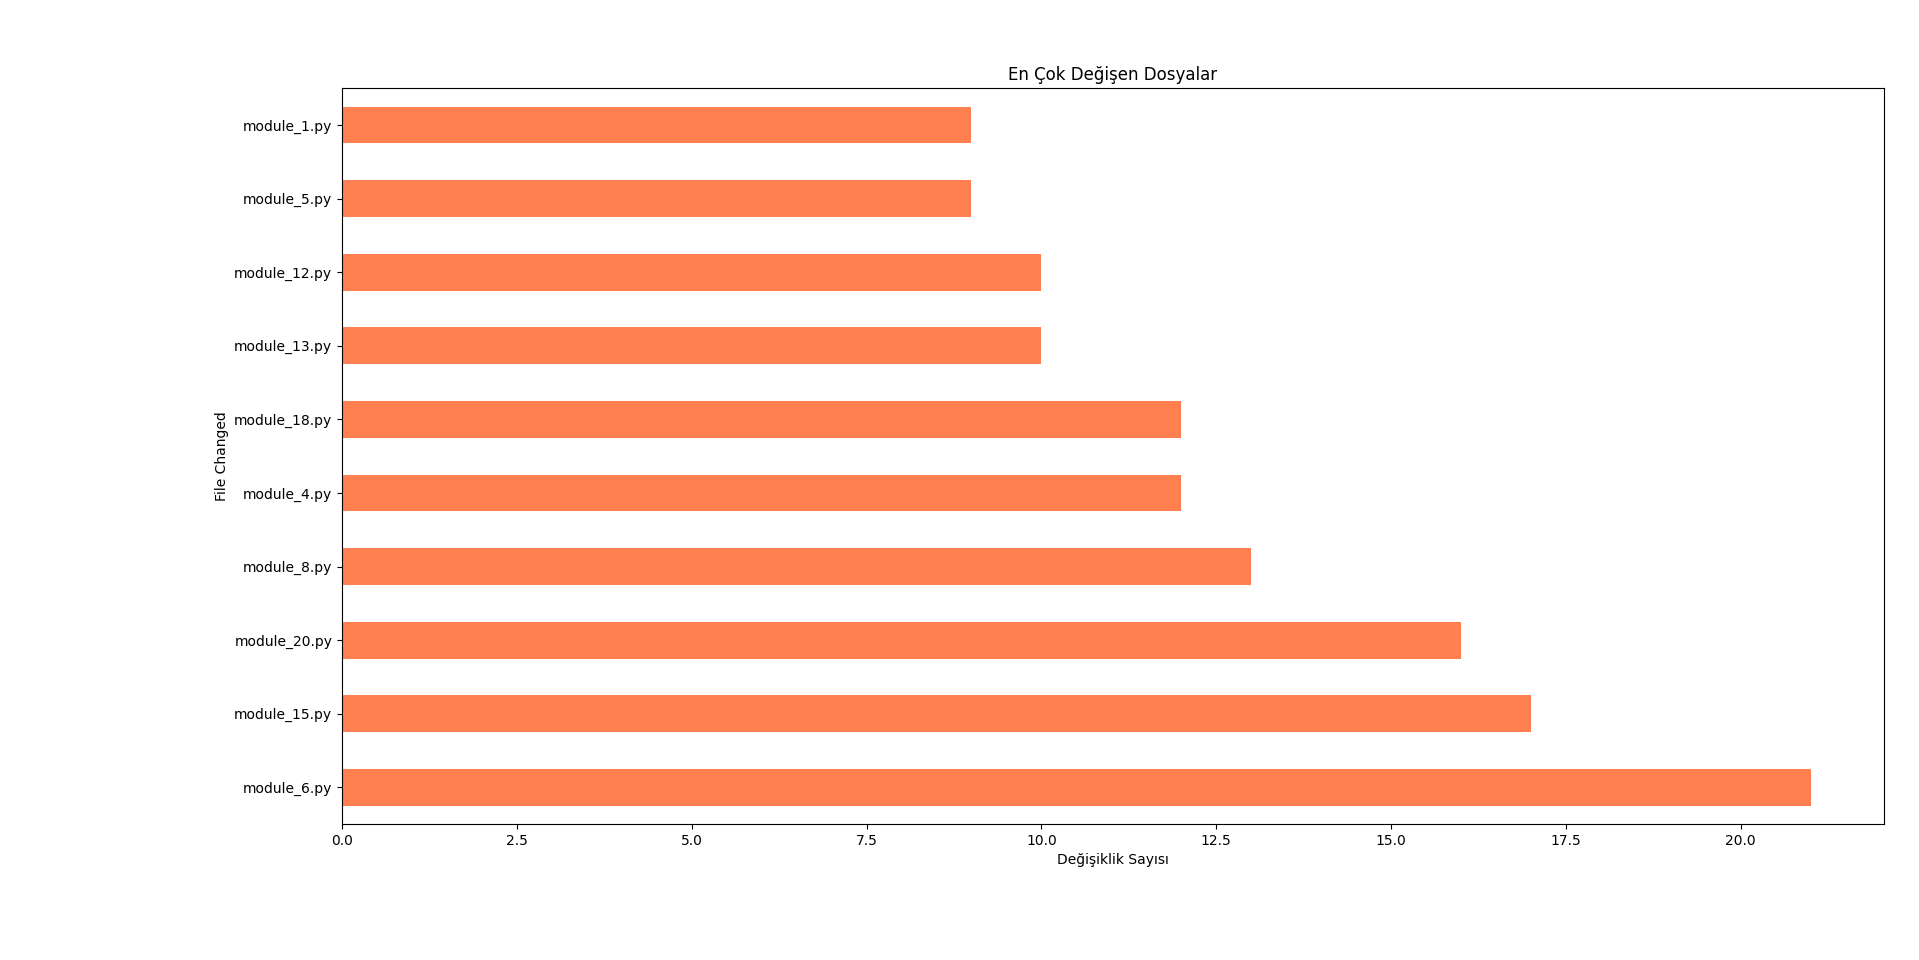 En Çok Değişen Dosyalar
module_1.py
module_5.py
module_12.py
module_13.py
module_18.py
module_4.py
module_8.py
module_20.py
module_15.py
module_6.py
File Changed
0.0 2.5 5.0 7.5 10.0 12.5 15.0 17.5 20.0
Değişiklik Sayısı